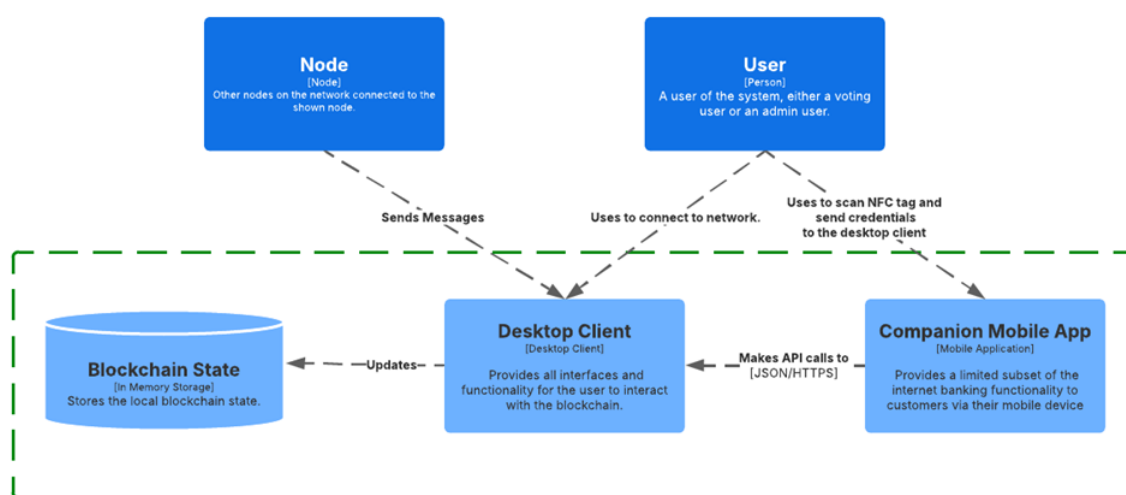 Node
[Node]
Other nodes on the network connected to the
shown node.
User
[Person]
A user of the system, either a voting
user or an admin user.
Sends Messages
Uses to connect to network.
Uses to scan NFC tag and
send credentials
to the desktop client
Blockchain State
[In Memory Storage]
Stores the local blockchain state.
Updates
Desktop Client
[Desktop Client]
Provides all interfaces and
functionality for the user to interact
with the blockchain.
Makes API calls to
[JSON/HTTPS]
Companion Mobile App
[Mobile Application]
Provides a limited subset of the
internet banking functionality to
customers via their mobile device